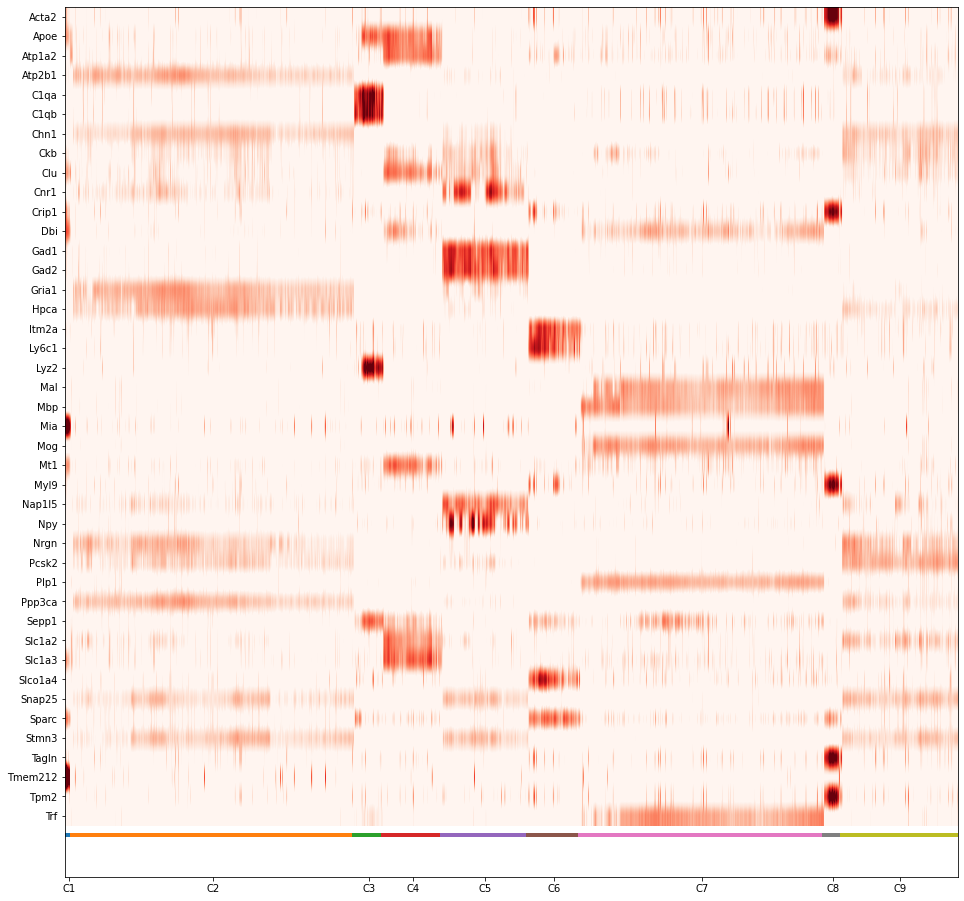 Acta2
Apoe
Atp1a2
Atp2b1
C1qa
C1qb
Chn1
Ckb
Clu
Cnr1
Crip1
Dbi
Gad1
Gad2
Gria1
Hpca
Itm2a
Ly6c1
Lyz2
Mal
Mbp
Mia
Mog
Mt1
Myl9
Nap1l5
Npy
Nrgn
Pcsk2
Plp1
Ppp3ca
Sepp1
Slc1a2
Slc1a3
Slco1a4
Snap25
Sparc
Stmn3
Tagln
Tmem212
Tpm2
Trf
C1 C2 C3 C4 C5 C6 C7 C8 C9